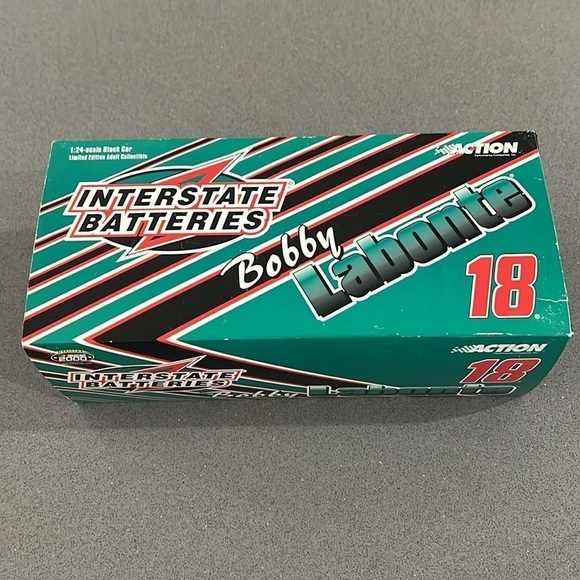 1:24-scale Stock Car
Limited Edition Adult Collectible
ACTION
INTERSTATE
BATTERIES
Bobby
Labonte
18
2000
INTERSTATE
BATTERIES
Bobby
Labonte
ACTION
18